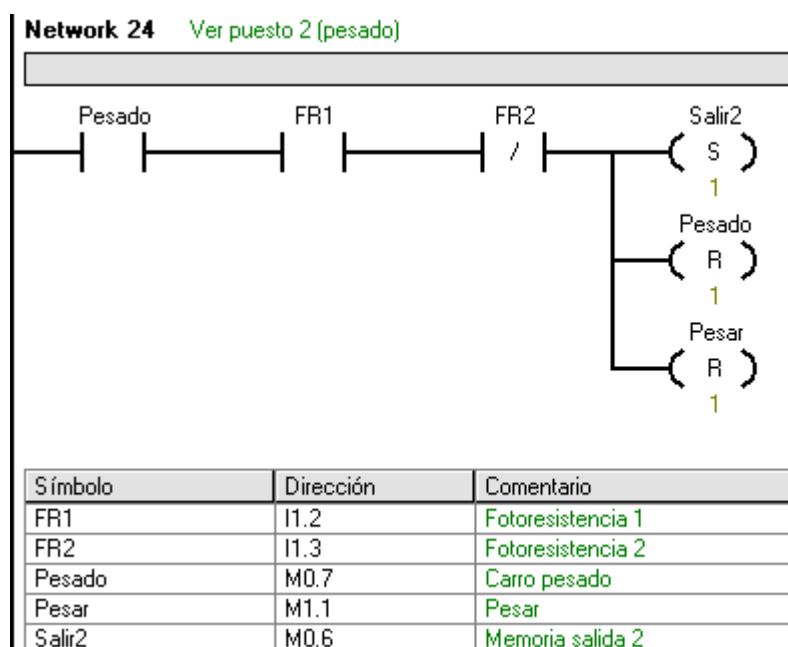 Network 24 Ver puesto 2 (pesado)
Pesado FR1 FR2 Salir2
/ S
1
Pesado
R
1
Pesar
R
1
Símbolo Dirección Comentario
FR1 I1.2 Fotoresistencia 1
FR2 I1.3 Fotoresistencia 2
Pesado M0.7 Carro pesado
Pesar M1.1 Pesar
Salir2 M0.6 Memoria salida 2